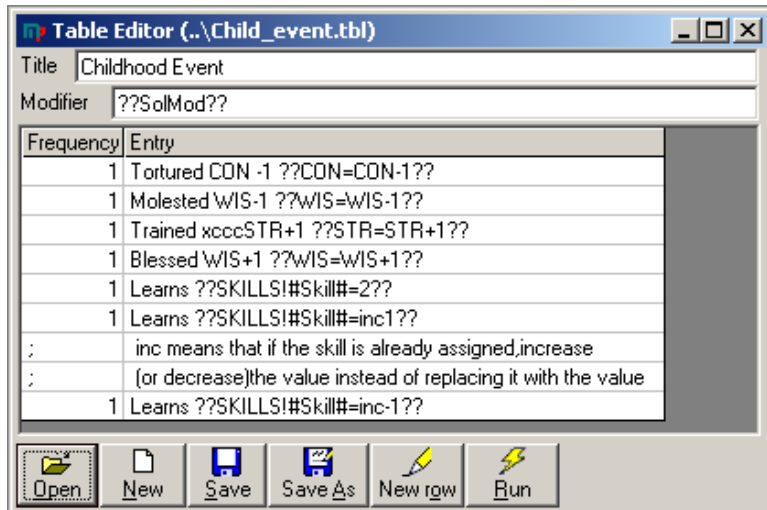 Table Editor (..\Child_event.tbl)
Title Childhood Event
Modifier ??SolMod??
Frequency Entry
1 Tortured CON -1 ??CON=CON-1??
1 Molested WIS-1 ??WIS=WIS-1??
1 Trained xcccSTR+1 ??STR=STR+1??
1 Blessed WIS+1 ??WIS=WIS+1??
1 Learns ??SKILLS!#Skill#=2??
1 Learns ??SKILLS!#Skill#=inc1??
; inc means that if the skill is already assigned,increase
; (or decrease)the value instead of replacing it with the value
1 Learns ??SKILLS!#Skill#=inc-1??
Open New Save Save As New row Run